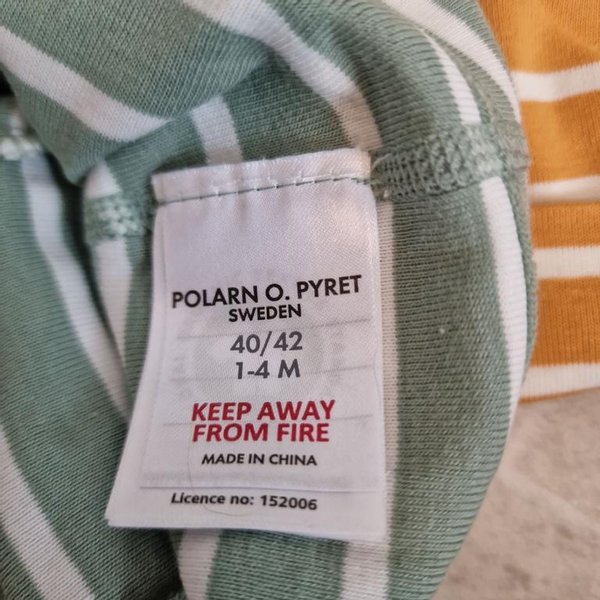 POLARN O. PYRET
SWEDEN
40/42
1-4 M
KEEP AWAY
FROM FIRE
MADE IN CHINA
Licence no: 152006